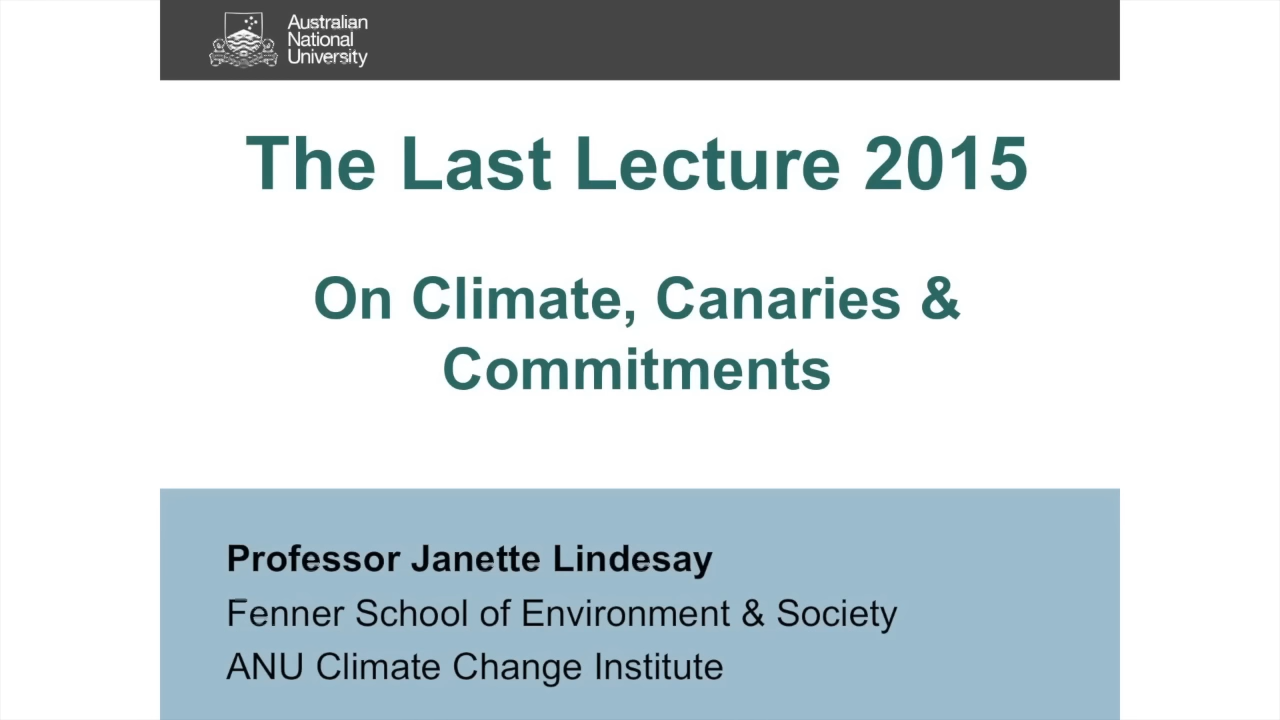 Australian
National
University
The Last Lecture 2015
On Climate, Canaries &
Commitments
Professor Janette Lindesay
Fenner School of Environment & Society
ANU Climate Change Institute